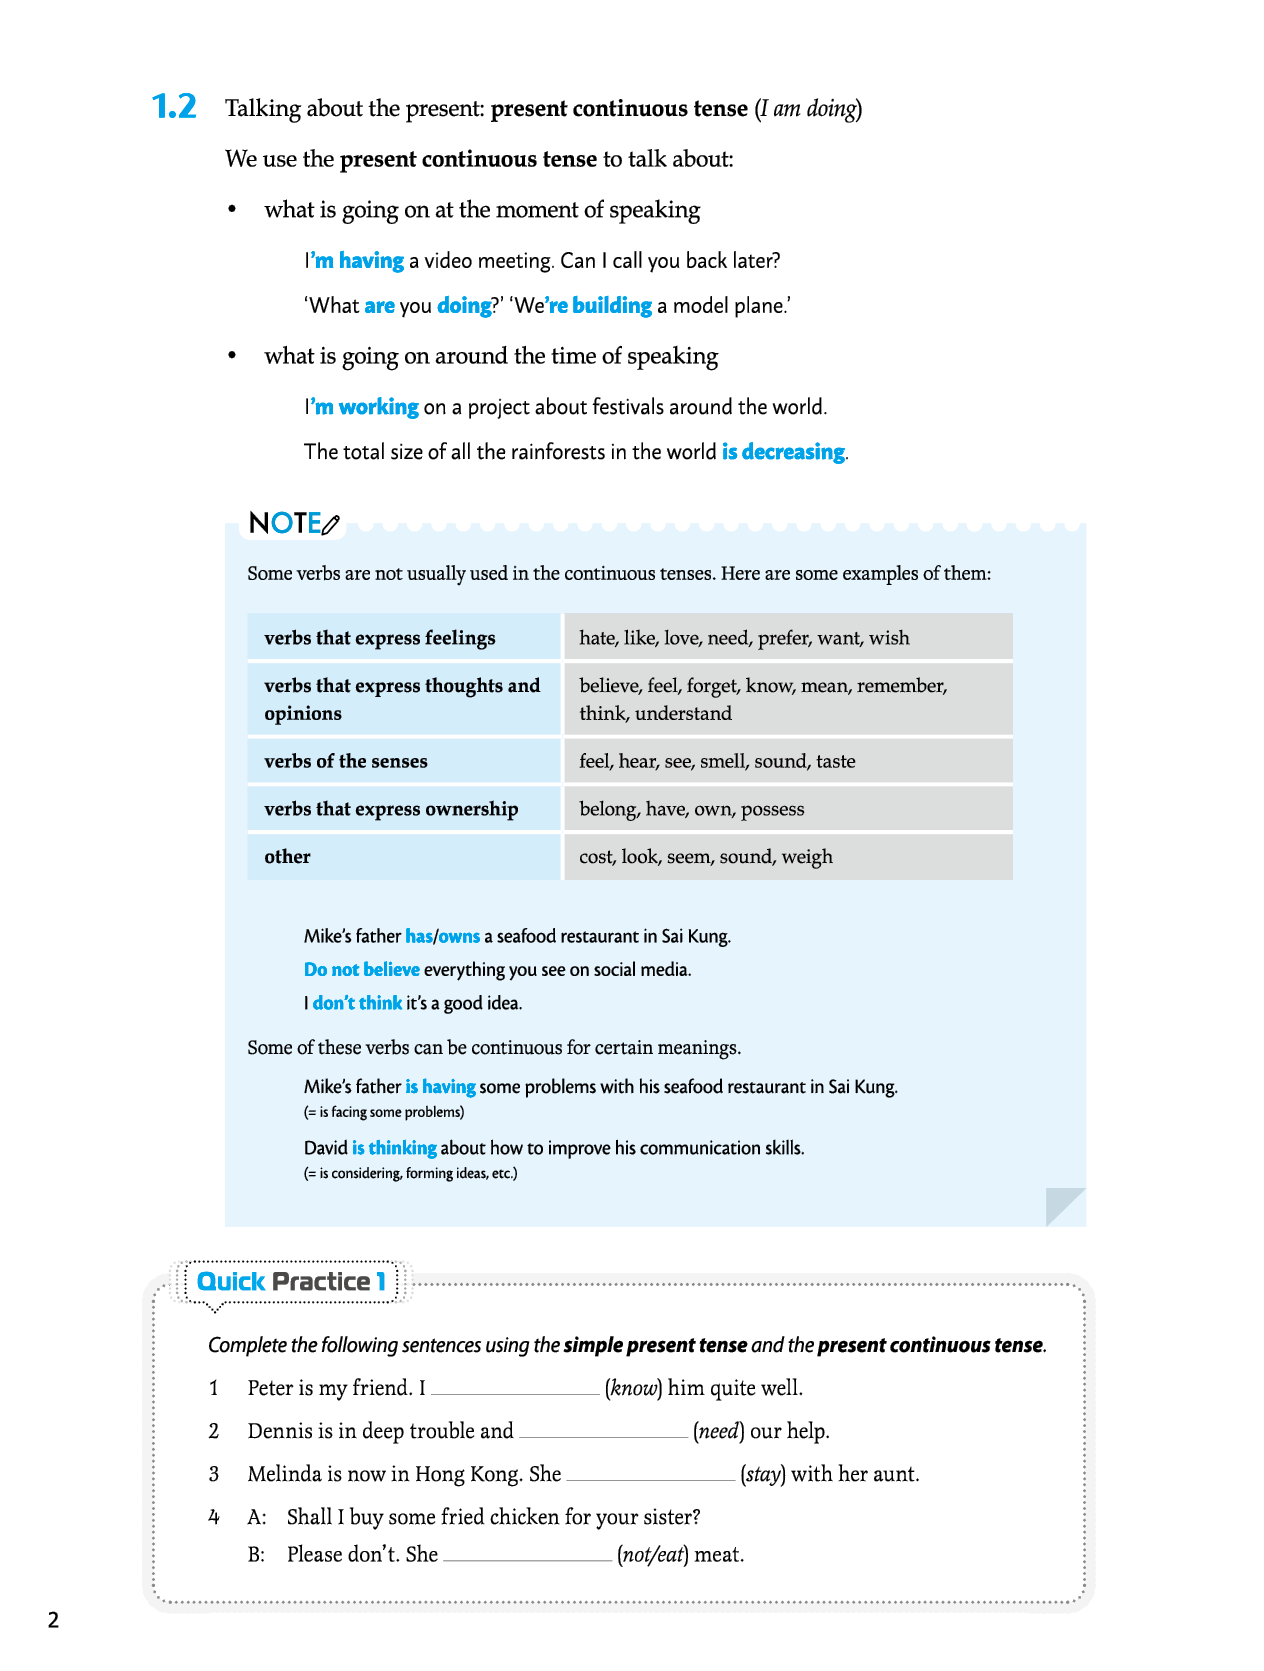 1.2 Talking about the present: present continuous tense (I am doing)
We use the present continuous tense to talk about:
• what is going on at the moment of speaking
I’m having a video meeting. Can I call you back later?
‘What are you doing?’ ‘We’re building a model plane.’
• what is going on around the time of speaking
I’m working on a project about festivals around the world.
The total size of all the rainforests in the world is decreasing.
NOTE
Some verbs are not usually used in the continuous tenses. Here are some examples of them:
verbs that express feelings hate, like, love, need, prefer, want, wish
verbs that express thoughts and believe, feel, forget, know, mean, remember,
opinions think, understand
verbs of the senses feel, hear, see, smell, sound, taste
verbs that express ownership belong, have, own, possess
other cost, look, seem, sound, weigh
Mike’s father has/owns a seafood restaurant in Sai Kung.
Do not believe everything you see on social media.
I don’t think it’s a good idea.
Some of these verbs can be continuous for certain meanings.
Mike’s father is having some problems with his seafood restaurant in Sai Kung.
(= is facing some problems)
David is thinking about how to improve his communication skills.
(= is considering, forming ideas, etc.)
Quick Practice 1
Complete the following sentences using the simple present tense and the present continuous tense.
1 Peter is my friend. I ________________ (know) him quite well.
2 Dennis is in deep trouble and ________________ (need) our help.
3 Melinda is now in Hong Kong. She ________________ (stay) with her aunt.
4 A: Shall I buy some fried chicken for your sister?
B: Please don’t. She ________________ (not/eat) meat.
2